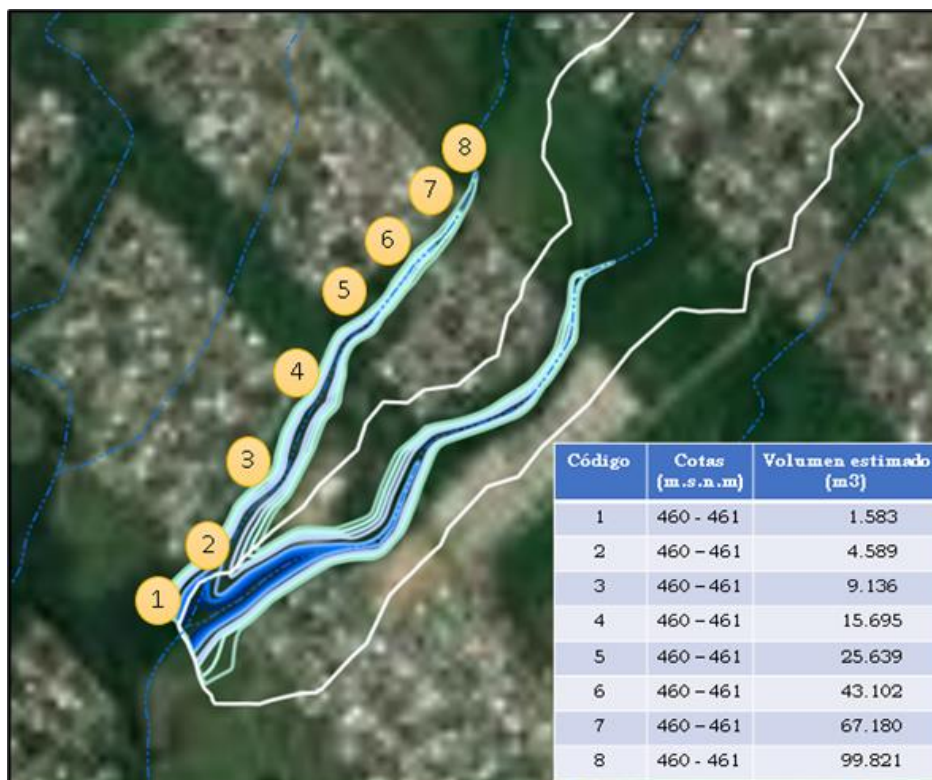 8
7
6
5
4
3
2
1
Código Cotas (m.s.n.m) Volumen estimado (m3)
1 460 - 461 1.583
2 460 – 461 4.589
3 460 – 461 9.136
4 460 – 461 15.695
5 460 – 461 25.639
6 460 – 461 43.102
7 460 – 461 67.180
8 460 - 461 99.821